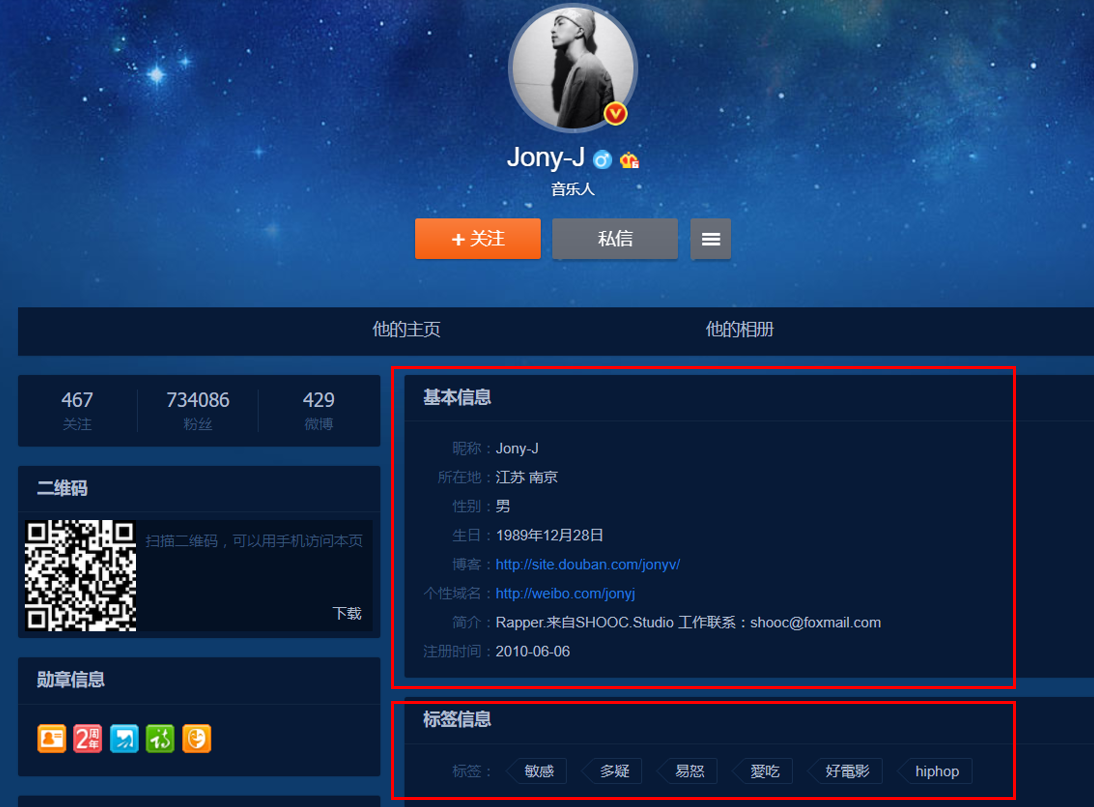 Jony-J
音乐人
+ 关注 私信
他的主页 他的相册
467 734086 429
关注 粉丝 微博
二维码
扫描二维码，可以用手机访问本页
下载
勋章信息
2周年
基本信息
昵称：Jony-J
所在地：江苏 南京
性别：男
生日：1989年12月28日
博客：http://site.douban.com/jonyv/
个性域名：http://weibo.com/jonyj
简介：Rapper.来自SHOOC.Studio 工作联系：shooc@foxmail.com
注册时间：2010-06-06
标签信息
标签： 敏感 多疑 易怒 愛吃 好電影 hiphop